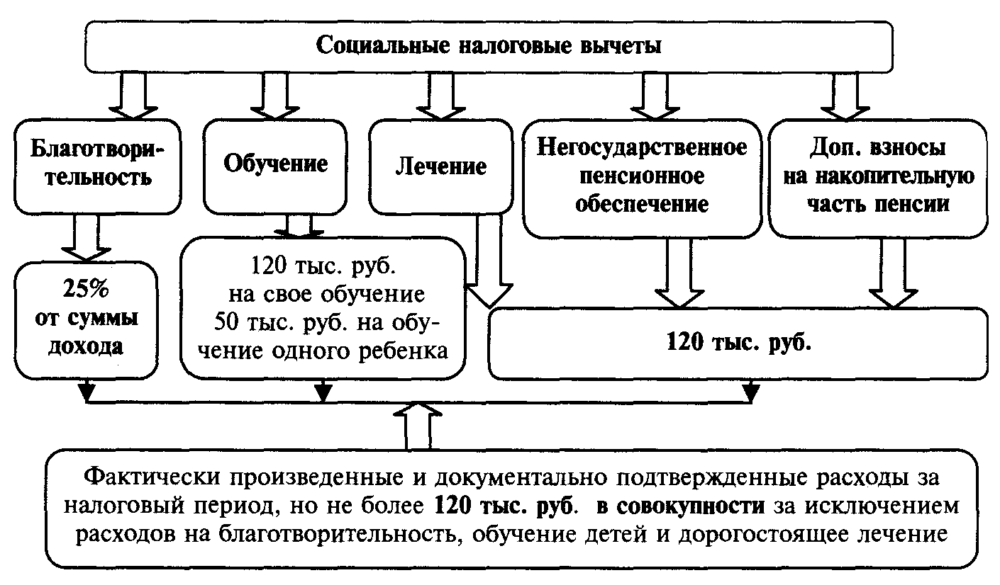 Социальные налоговые вычеты
Благотвори-
тельность
Обучение
Лечение
Негосударственное
пенсионное
обеспечение
Доп. взносы
на накопительную
часть пенсии
25%
от суммы
дохода
120 тыс. руб.
на свое обучение
50 тыс. руб. на обу-
чение одного ребенка
120 тыс. руб.
Фактически произведенные и документально подтвержденные расходы за
налоговый период, но не более 120 тыс. руб. в совокупности за исключением
расходов на благотворительность, обучение детей и дорогостоящее лечение